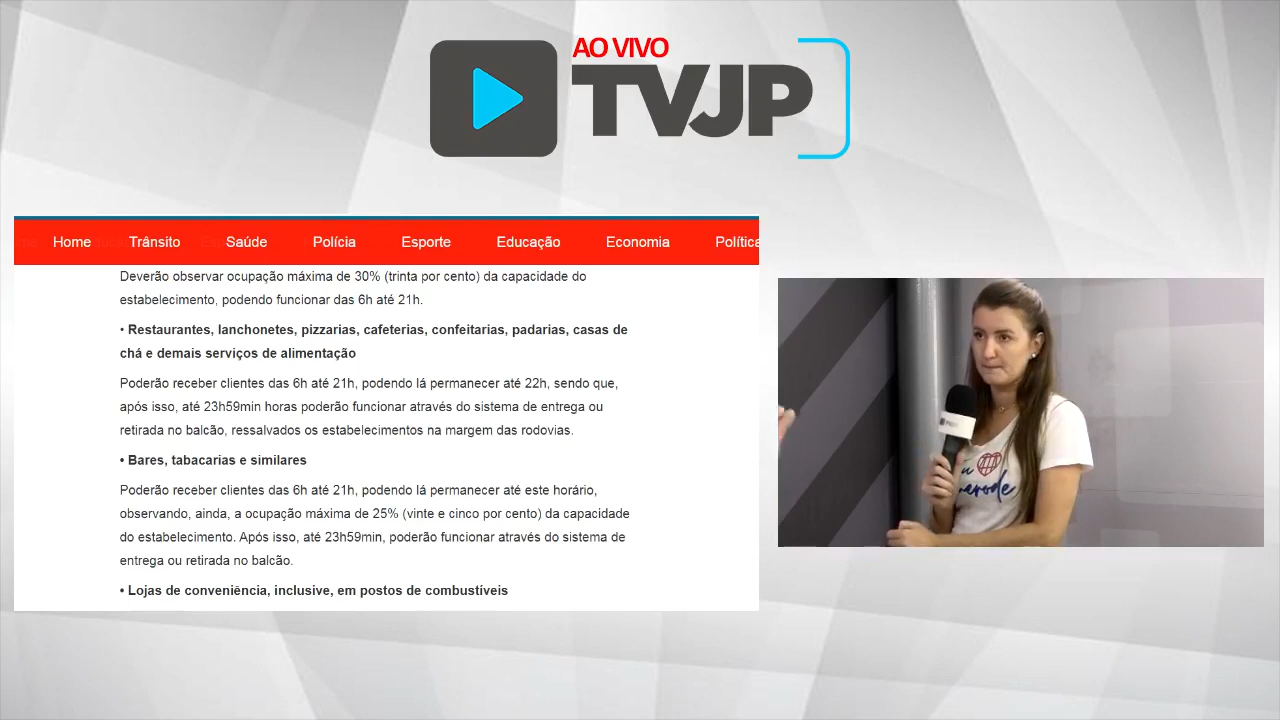 AO VIVO
TVJP
Home Trânsito Saúde Polícia Esporte Educação Economia Política
Deverão observar ocupação máxima de 30% (trinta por cento) da capacidade do
estabelecimento, podendo funcionar das 6h até 21h.
• Restaurantes, lanchonetes, pizzarias, cafeterias, confeitarias, padarias, casas de
chá e demais serviços de alimentação
Poderão receber clientes das 6h até 21h, podendo lá permanecer até 22h, sendo que,
após isso, até 23h59min horas poderão funcionar através do sistema de entrega ou
retirada no balcão, ressalvados os estabelecimentos na margem das rodovias.
• Bares, tabacarias e similares
Poderão receber clientes das 6h até 21h, podendo lá permanecer até este horário,
observando, ainda, a ocupação máxima de 25% (vinte e cinco por cento) da capacidade
do estabelecimento. Após isso, até 23h59min, poderão funcionar através do sistema de
entrega ou retirada no balcão.
• Lojas de conveniência, inclusive, em postos de combustíveis